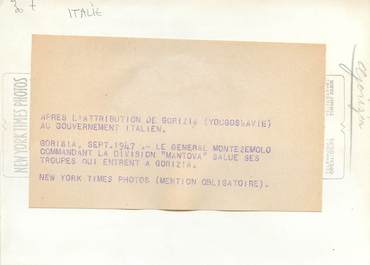 ITALIE
NEW YORK TIMES PHOTOS
APRES L'ATTRIBUTION DE GORIZIA (YOUGOSLAVIE)
AU GOUVERNEMENT ITALIEN.
GORIZIA, SEPT.1947 .- LE GENERAL MONTEZEMOLO
COMMANDANT LA DIVISION "MANTOVA" SALUE SES
TROUPES QUI ENTRENT A GORIZIA.
NEW YORK TIMES PHOTOS (MENTION OBLIGATOIRE).